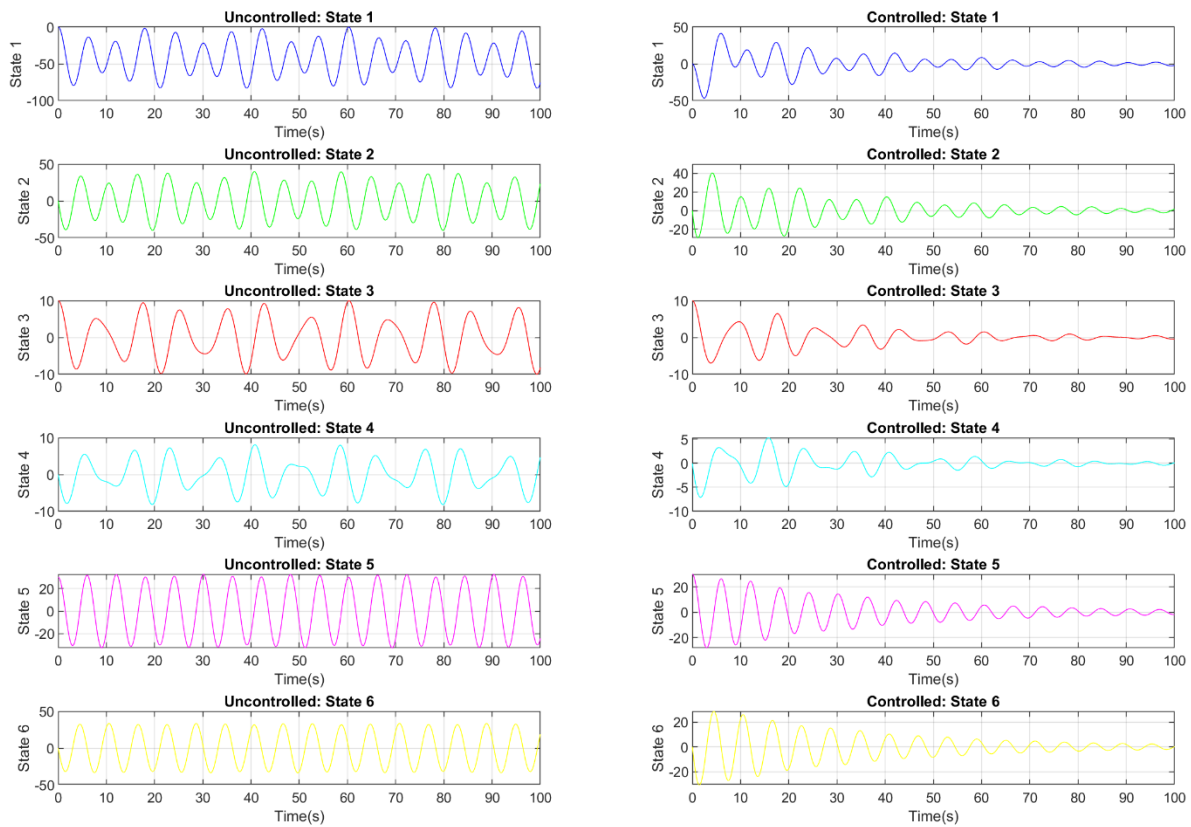 Uncontrolled: State 1
0
-50
-100
State 1
0 10 20 30 40 50 60 70 80 90 100
Time(s)
Controlled: State 1
50
0
50
State 1
0 10 20 30 40 50 60 70 80 90 100
Time(s)
Uncontrolled: State 2
50
0
-50
State 2
0 10 20 30 40 50 60 70 80 90 100
Time(s)
Controlled: State 2
40
20
0
-20
State 2
0 10 20 30 40 50 60 70 80 90 100
Time(s)
Uncontrolled: State 3
10
0
-10
State 3
0 10 20 30 40 50 60 70 80 90 100
Time(s)
Controlled: State 3
10
0
10
State 3
0 10 20 30 40 50 60 70 80 90 100
Time(s)
Uncontrolled: State 4
10
0
-10
State 4
0 10 20 30 40 50 60 70 80 90 100
Time(s)
Controlled: State 4
5
0
-5
-10
State 4
0 10 20 30 40 50 60 70 80 90 100
Time(s)
Uncontrolled: State 5
20
0
-20
State 5
0 10 20 30 40 50 60 70 80 90 100
Time(s)
Controlled: State 5
20
0
-20
State 5
0 10 20 30 40 50 60 70 80 90 100
Time(s)
Uncontrolled: State 6
50
0
-50
State 6
0 10 20 30 40 50 60 70 80 90 100
Time(s)
Controlled: State 6
20
0
-20
State 6
0 10 20 30 40 50 60 70 80 90 100
Time(s)